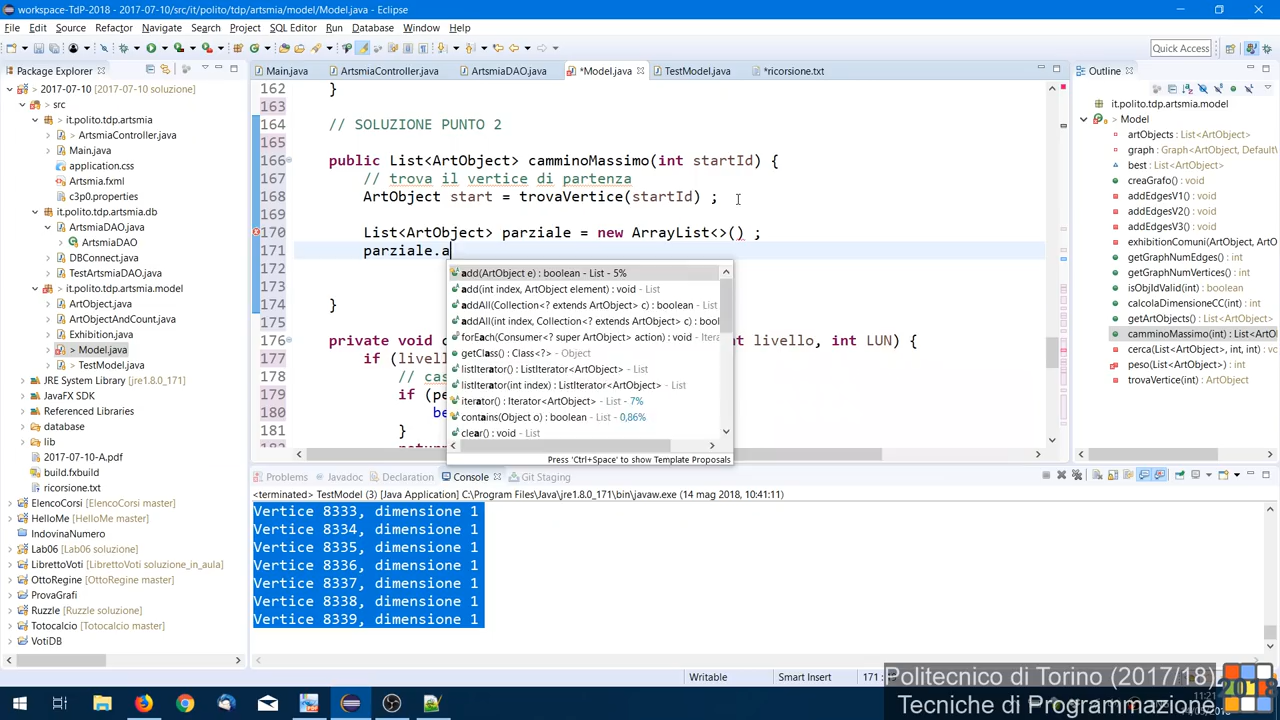 workspace-TdP-2018 - 2017-07-10/src/it/polito/tdp/artsmia/model/Model.java - Eclipse
File Edit Source Refactor Navigate Search Project SQL Editor Run Database Window Help
Quick Access
Package Explorer
Main.java ArtsmiaController.java ArtsmiaDAO.java *Model.java TestModel.java *ricorsione.txt
Outline
2017-07-10 [2017-07-10 soluzione]
src
it.polito.tdp.artsmia
ArtsmiaController.java
Main.java
application.css
Artsmia.fxml
c3p0.properties
it.polito.tdp.artsmia.db
ArtsmiaDAO.java
ArtsmiaDAO
DBConnect.java
TestArtsmiaDAO.java
it.polito.tdp.artsmia.model
ArtObject.java
ArtObjectAndCount.java
Exhibition.java
> Model.java
TestModel.java
JRE System Library [jre1.8.0_171]
JavaFX SDK
Referenced Libraries
database
lib
2017-07-10-A.pdf
build.fxbuild
ricorsione.txt
ElencoCorsi [ElencoCorsi master]
HelloMe [HelloMe master]
IndovinaNumero
Lab06 [Lab06 soluzione]
LibrettoVoti [LibrettoVoti soluzione_in_aula]
OttoRegine [OttoRegine master]
ProvaGrafi
Ruzzle [Ruzzle soluzione]
Totocalcio [Totocalcio master]
VotiDB
162 }
163
164 // SOLUZIONE PUNTO 2
165
166 public List<ArtObject> camminoMassimo(int startId) {
167 // trova il vertice di partenza
168 ArtObject start = trovaVertice(startId) ;
169
170 List<ArtObject> parziale = new ArrayList<>() ;
171 parziale.a
172
173
174 }
175
176 private void c t livello, int LUN) {
177 if (livel
178 // cas
179 if (pe
180 be
181 }
add(ArtObject e) : boolean - List - 5%
add(int index, ArtObject element) : void - List
addAll(Collection<? extends ArtObject> c) : boolean - List
addAll(int index, Collection<? extends ArtObject> c) : bool
forEach(Consumer<? super ArtObject> action) : void - Itera
getClass() : Class<?> - Object
listIterator() : ListIterator<ArtObject> - List
listIterator(int index) : ListIterator<ArtObject> - List
iterator() : Iterator<ArtObject> - List - 7%
contains(Object o) : boolean - List - 0,86%
clear() : void - List
Press 'Ctrl+Space' to show Template Proposals
it.polito.tdp.artsmia.model
Model
artObjects : List<ArtObject>
graph : Graph<ArtObject, Default
best : List<ArtObject>
creaGrafo() : void
addEdgesV1() : void
addEdgesV2() : void
addEdgesV3() : void
exhibitionComuni(ArtObject, Art
getGraphNumEdges() : int
getGraphNumVertices() : int
isObjIdValid(int) : boolean
calcolaDimensioneCC(int) : int
getArtObjects() : List<ArtObject>
camminoMassimo(int) : List<ArtO
cerca(List<ArtObject>, int, int) : v
peso(List<ArtObject>) : int
trovaVertice(int) : ArtObject
Problems Javadoc Declaration Console Git Staging
<terminated> TestModel (3) [Java Application] C:\Program Files\Java\jre1.8.0_171\bin\javaw.exe (14 mag 2018, 10:41:11)
Vertice 8333, dimensione 1
Vertice 8334, dimensione 1
Vertice 8335, dimensione 1
Vertice 8336, dimensione 1
Vertice 8337, dimensione 1
Vertice 8338, dimensione 1
Vertice 8339, dimensione 1
Writable Smart Insert 171
Politecnico di Torino (2017/18)
Tecniche di Programmazione
2018
11:21